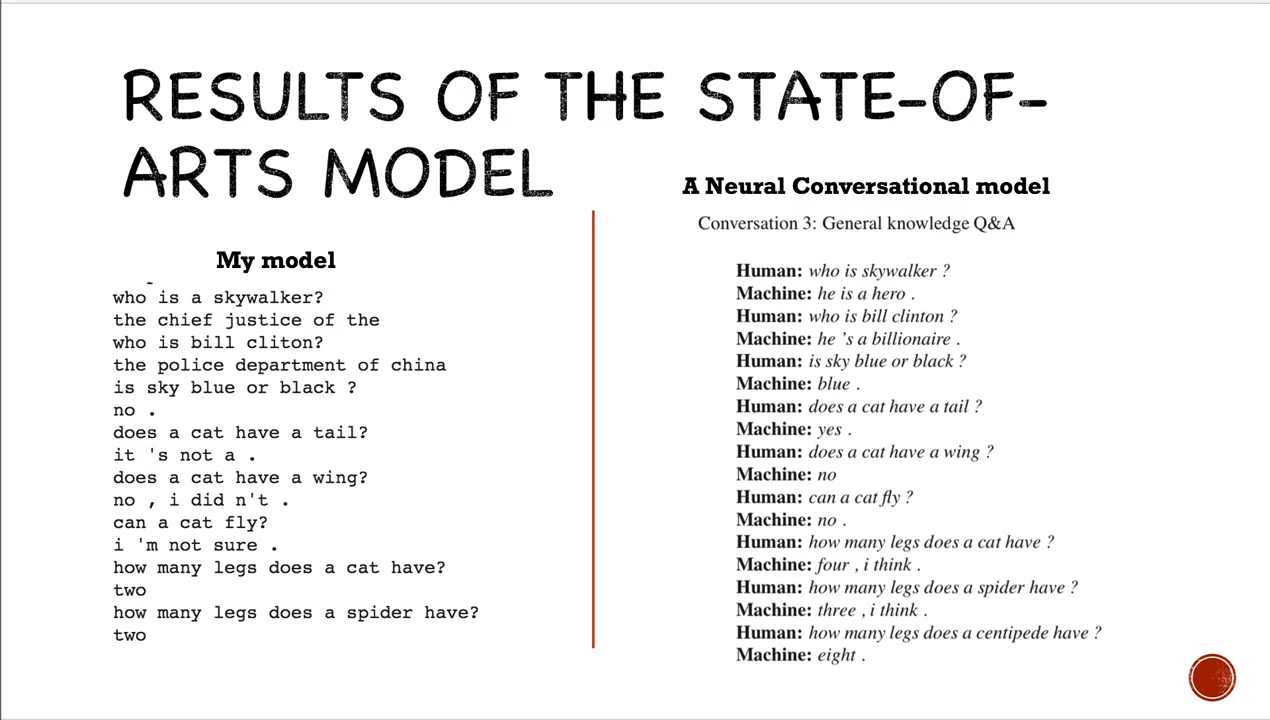 RESULTS OF THE STATE-OF-
ARTS MODEL
My model
who is a skywalker?
the chief justice of the
who is bill cliton?
the police department of china
is sky blue or black ?
no .
does a cat have a tail?
it 's not a .
does a cat have a wing?
no , i did n't .
can a cat fly?
i 'm not sure .
how many legs does a cat have?
two
how many legs does a spider have?
two
A Neural Conversational model
Conversation 3: General knowledge Q&A
Human: who is skywalker ?
Machine: he is a hero .
Human: who is bill clinton ?
Machine: he 's a billionaire .
Human: is sky blue or black ?
Machine: blue .
Human: does a cat have a tail ?
Machine: yes .
Human: does a cat have a wing ?
Machine: no
Human: can a cat fly ?
Machine: no .
Human: how many legs does a cat have ?
Machine: four , i think .
Human: how many legs does a spider have ?
Machine: three , i think .
Human: how many legs does a centipede have ?
Machine: eight .